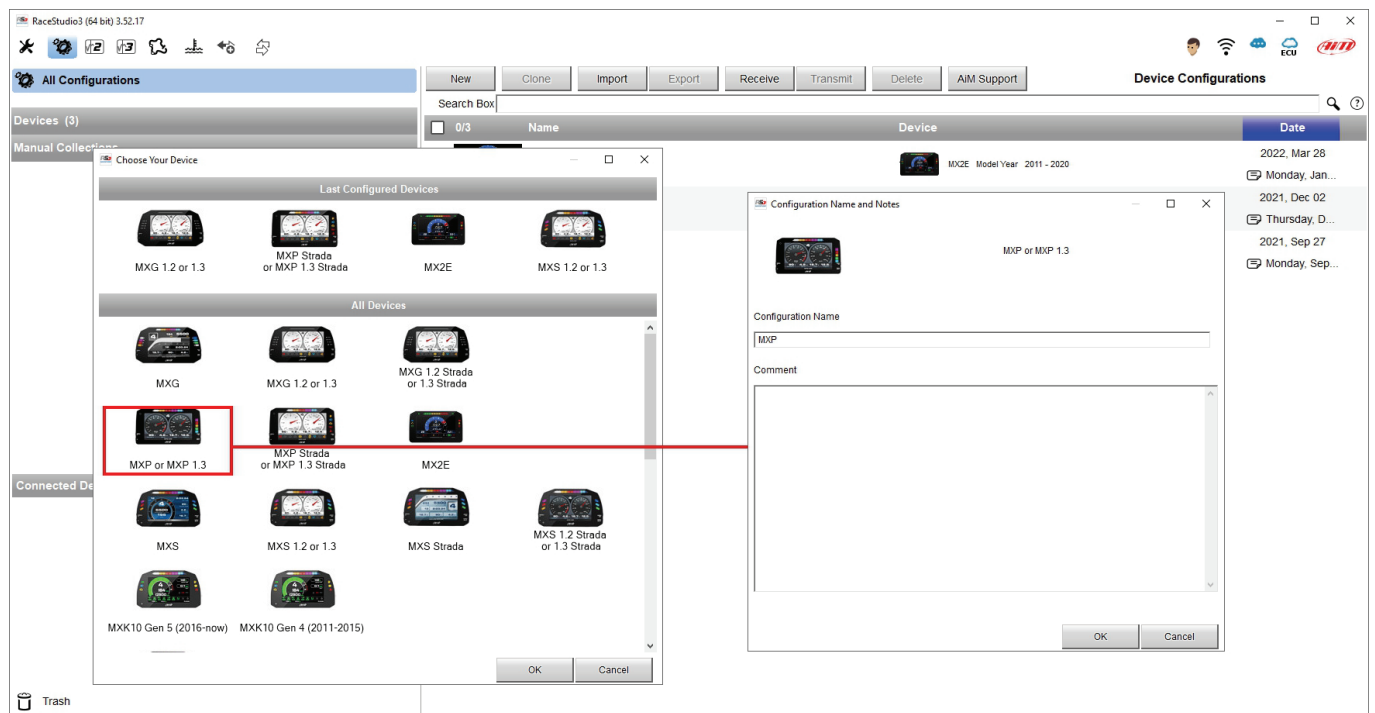 RaceStudio3 (64 bit) 3.52.17
ECU
AiM
All Configurations
New Clone Import Export Receive Transmit Delete AiM Support Device Configurations
Search Box
Devices (3)
0/3 Name Device Date
Manual Collections
MX2E Model Year 2011 - 2020
2022, Mar 28
Monday, Jan...
2021, Dec 02
Thursday, D...
2021, Sep 27
Monday, Sep...
Choose Your Device
Last Configured Devices
MXG 1.2 or 1.3
MXP Strada
or MXP 1.3 Strada
MX2E
MXS 1.2 or 1.3
All Devices
MXG
MXG 1.2 or 1.3
MXG 1.2 Strada
or 1.3 Strada
MXP or MXP 1.3
MXP Strada
or MXP 1.3 Strada
MX2E
MXS
MXS 1.2 or 1.3
MXS Strada
MXS 1.2 Strada
or 1.3 Strada
MXK10 Gen 5 (2016-now)
MXK10 Gen 4 (2011-2015)
OK Cancel
Configuration Name and Notes
MXP or MXP 1.3
Configuration Name
MXP
Comment
OK Cancel
Connected De
Trash